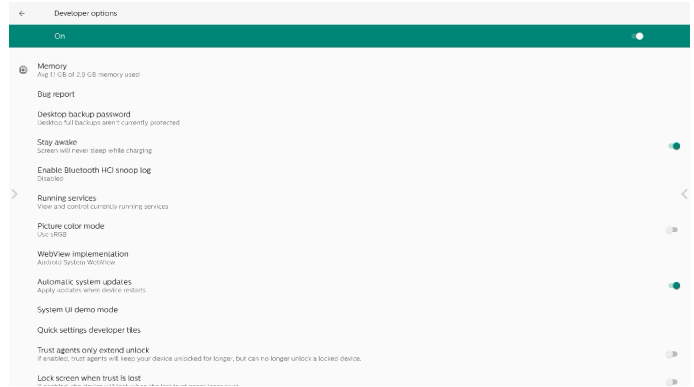 Developer options
On
Memory
Avg 1.1 GB of 2.9 GB memory used
Bug report
Desktop backup password
Desktop full backups aren't currently protected
Stay awake
Screen will never sleep while charging
Enable Bluetooth HCI snoop log
Disabled
Running services
View and control currently running services
Picture color mode
Use sRGB
WebView implementation
Android System WebView
Automatic system updates
Apply updates when device restarts
System UI demo mode
Quick settings developer tiles
Trust agents only extend unlock
If enabled, trust agents will keep your device unlocked for longer, but can no longer unlock a locked device.
Lock screen when trust is lost